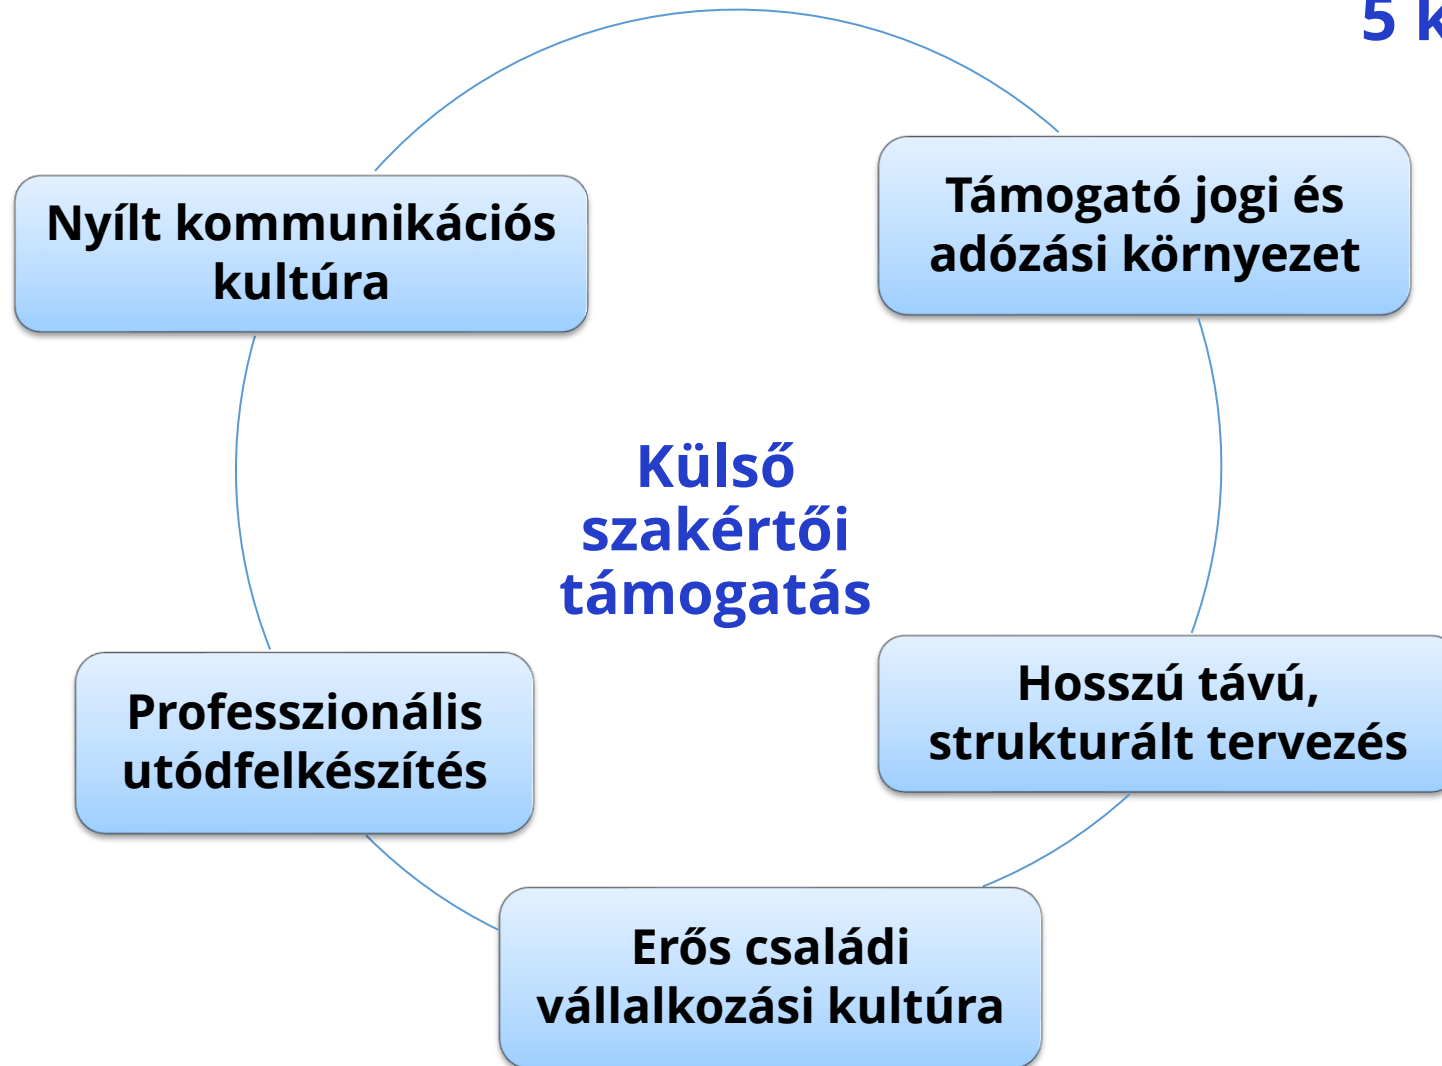 5 k
Támogató jogi és
adózási környezet
Nyílt kommunikációs
kultúra
Külső
szakértői
támogatás
Hosszú távú,
strukturált tervezés
Professzionális
utódfelkészítés
Erős családi
vállalkozási kultúra